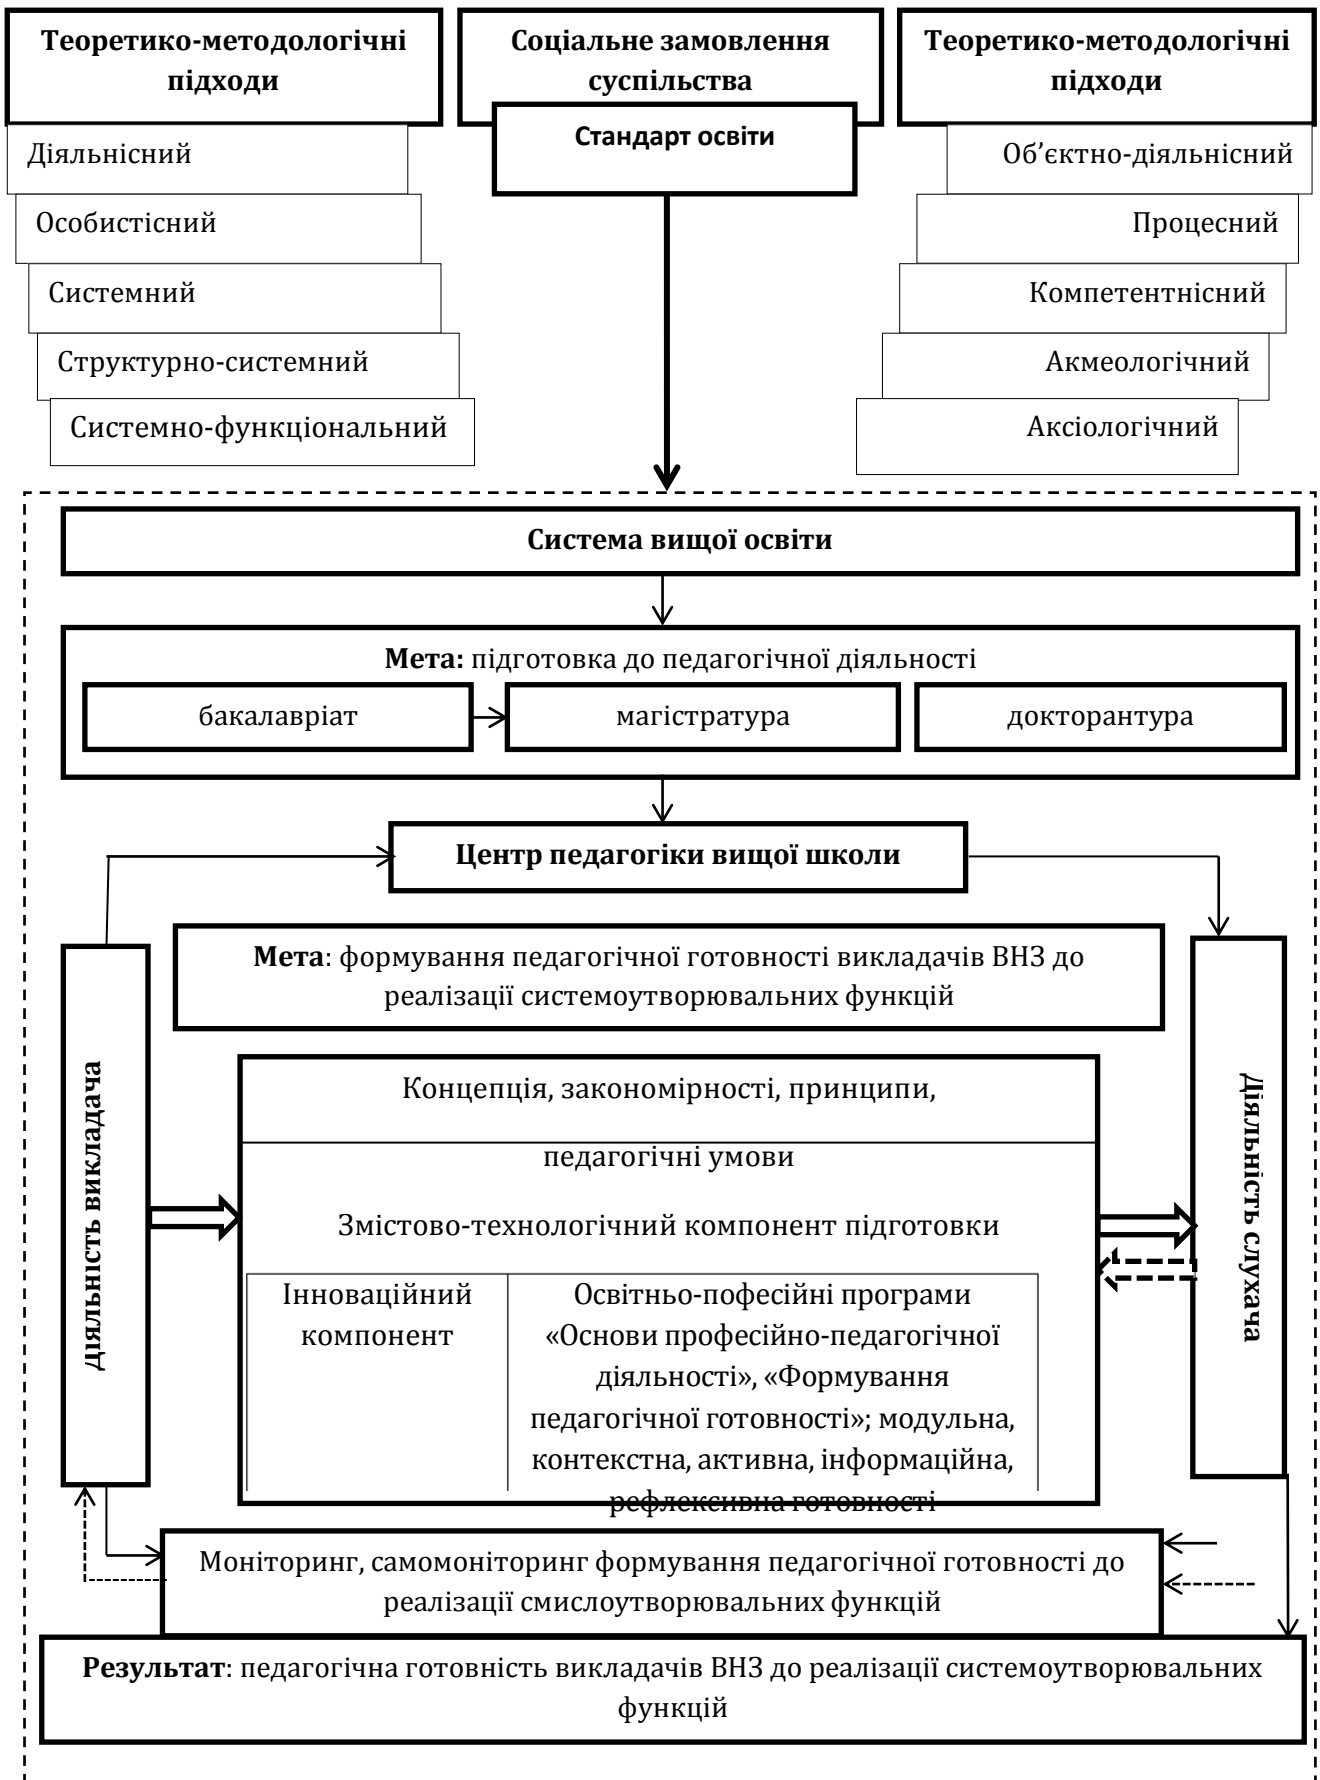 Теоретико-методологічні
підходи
Соціальне замовлення
суспільства
Теоретико-методологічні
підходи
Стандарт освіти
Діяльнісний
Особистісний
Системний
Структурно-системний
Системно-функціональний
Об’єктно-діяльнісний
Процесний
Компетентнісний
Акмеологічний
Аксіологічний
Система вищої освіти
Мета: підготовка до педагогічної діяльності
бакалавріат
магістратура
докторантура
Центр педагогіки вищої школи
Мета: формування педагогічної готовності викладачів ВНЗ до
реалізації системоутворювальних функцій
Діяльність викладача
Концепція, закономірності, принципи,
педагогічні умови
Змістово-технологічний компонент підготовки
Інноваційний
компонент
Освітньо-пофесійні програми
«Основи професійно-педагогічної
діяльності», «Формування
педагогічної готовності»; модульна,
контекстна, активна, інформаційна,
рефлексивна готовності
Діяльність слухача
Моніторинг, самомоніторинг формування педагогічної готовності до
реалізації смислоутворювальних функцій
Результат: педагогічна готовність викладачів ВНЗ до реалізації системоутворювальних
функцій